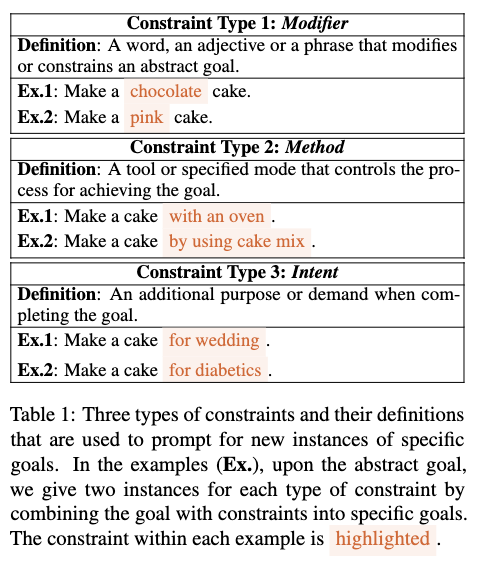 Constraint Type 1: Modifier
Definition: A word, an adjective or a phrase that modifies
or constrains an abstract goal.
Ex.1: Make a chocolate cake.
Ex.2: Make a pink cake.
Constraint Type 2: Method
Definition: A tool or specified mode that controls the pro-
cess for achieving the goal.
Ex.1: Make a cake with an oven .
Ex.2: Make a cake by using cake mix .
Constraint Type 3: Intent
Definition: An additional purpose or demand when com-
pleting the goal.
Ex.1: Make a cake for wedding .
Ex.2: Make a cake for diabetics .
Table 1: Three types of constraints and their definitions
that are used to prompt for new instances of specific
goals. In the examples (Ex.), upon the abstract goal,
we give two instances for each type of constraint by
combining the goal with constraints into specific goals.
The constraint within each example is highlighted .